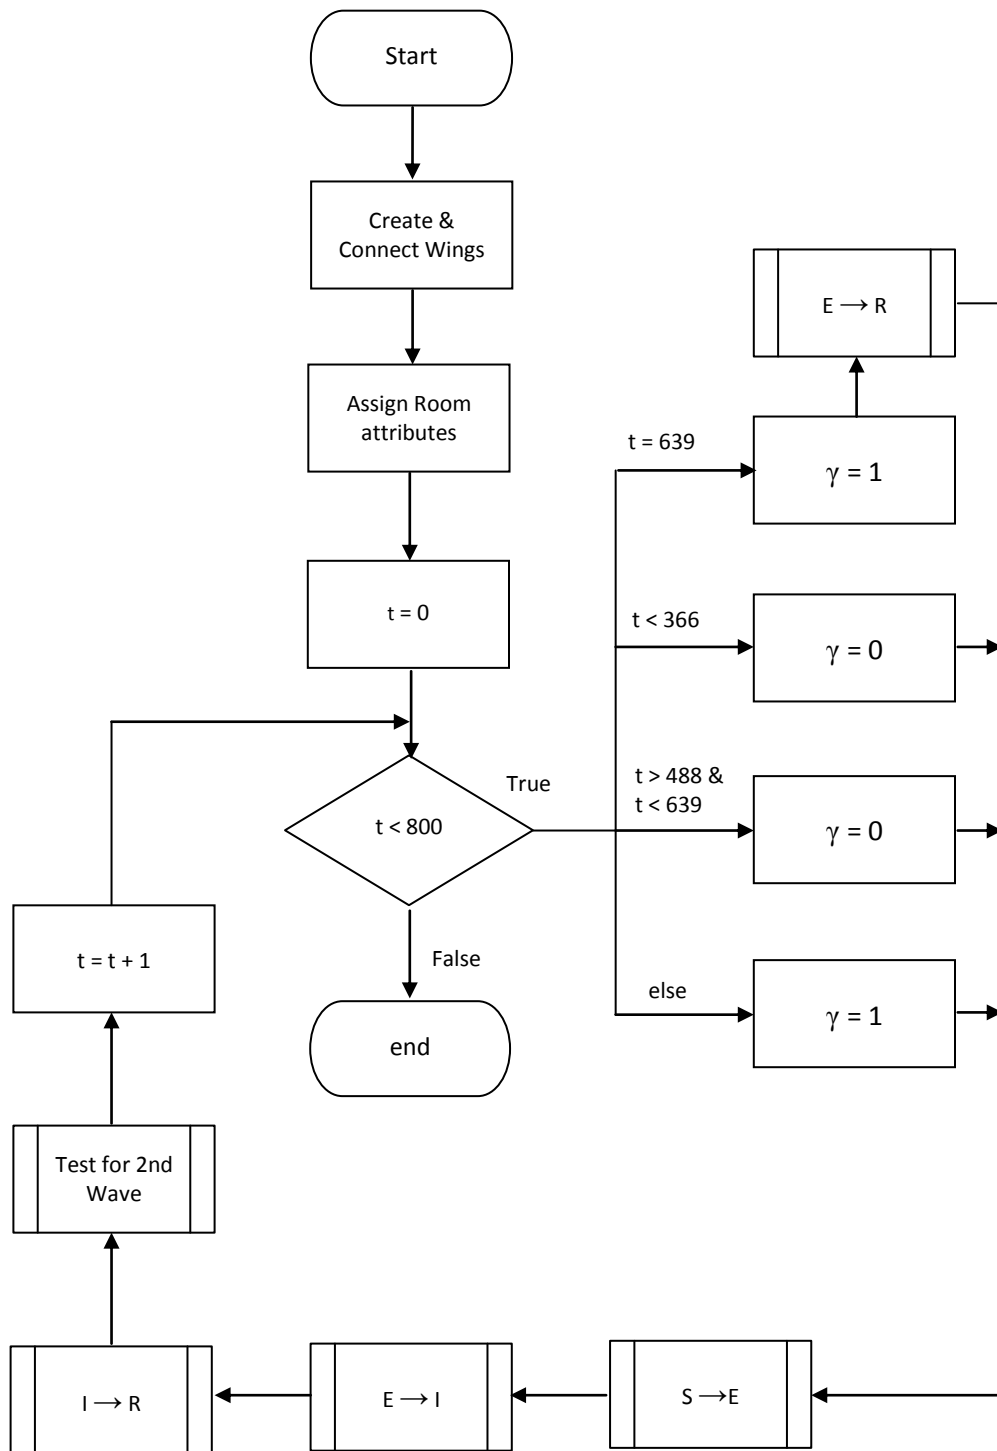 Start
Create &
Connect Wings
Assign Room
attributes
t = 0
t < 800
True
False
end
t = 639
γ = 1
E → R
t < 366
γ = 0
t > 488 &
t < 639
γ = 0
else
γ = 1
S →E
E → I
I → R
Test for 2nd
Wave
t = t + 1